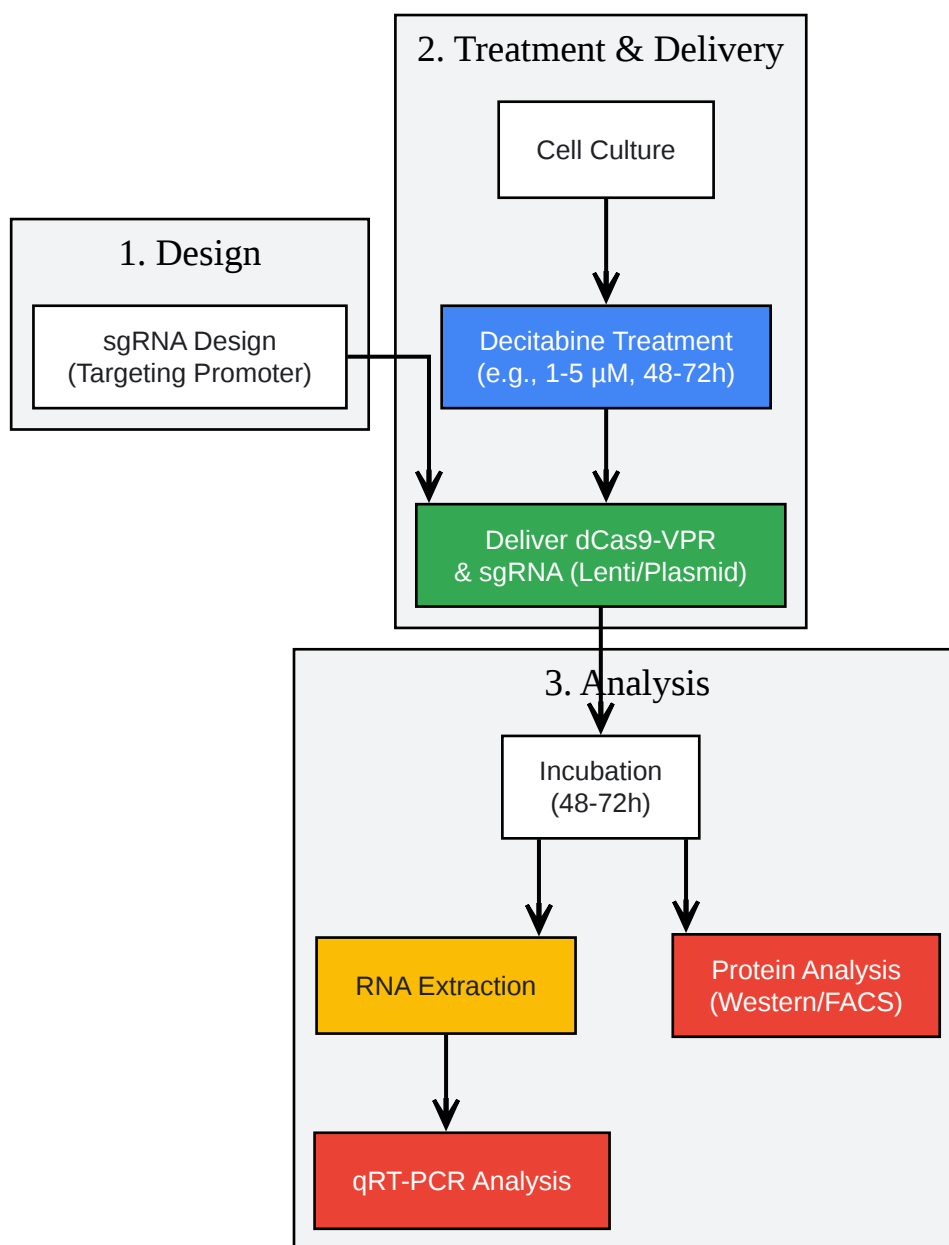 1. Design
sgRNA Design
(Targeting Promoter)
2. Treatment & Delivery
Cell Culture
Decitabine Treatment
(e.g., 1-5 µM, 48-72h)
Deliver dCas9-VPR
& sgRNA (Lenti/Plasmid)
3. Analysis
Incubation
(48-72h)
RNA Extraction
Protein Analysis
(Western/FACS)
qRT-PCR Analysis